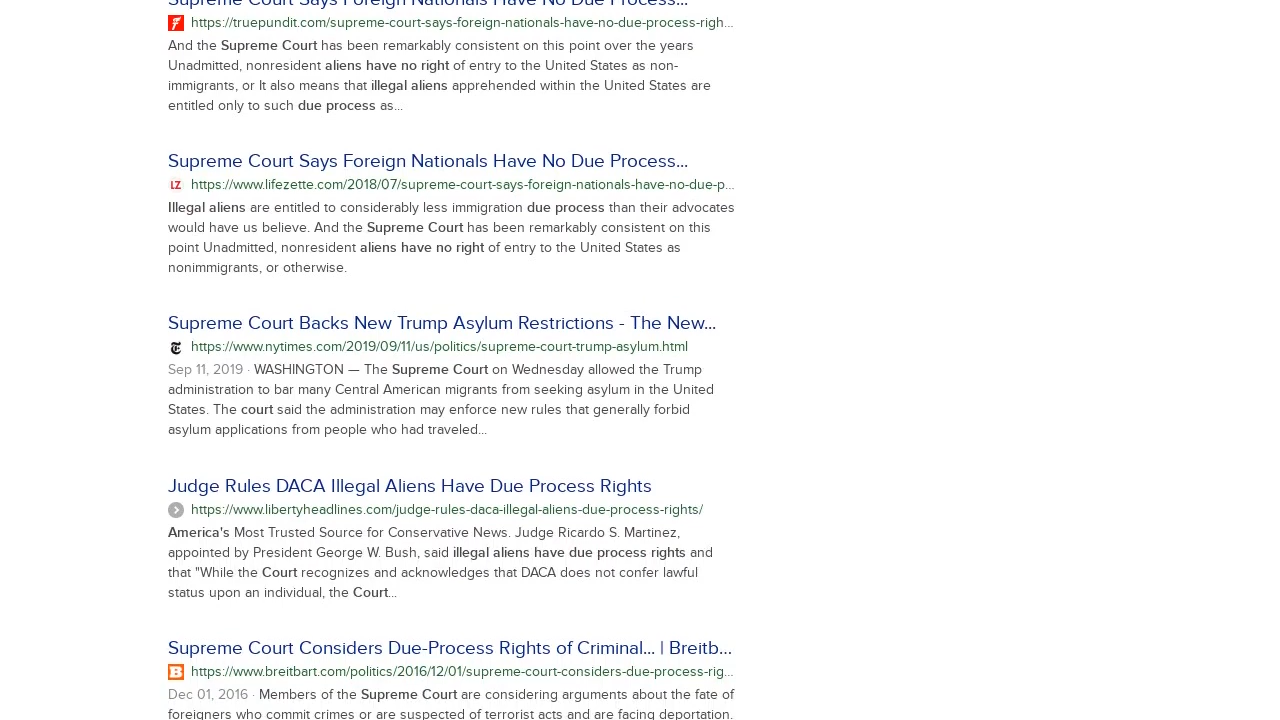 Supreme Court Says Foreign Nationals Have No Due Process...
https://truepundit.com/supreme-court-says-foreign-nationals-have-no-due-process-righ...
And the Supreme Court has been remarkably consistent on this point over the years
Unadmitted, nonresident aliens have no right of entry to the United States as non-
immigrants, or It also means that illegal aliens apprehended within the United States are
entitled only to such due process as...
Supreme Court Says Foreign Nationals Have No Due Process...
LZ https://www.lifezette.com/2018/07/supreme-court-says-foreign-nationals-have-no-due-p...
Illegal aliens are entitled to considerably less immigration due process than their advocates
would have us believe. And the Supreme Court has been remarkably consistent on this
point Unadmitted, nonresident aliens have no right of entry to the United States as
nonimmigrants, or otherwise.
Supreme Court Backs New Trump Asylum Restrictions - The New...
https://www.nytimes.com/2019/09/11/us/politics/supreme-court-trump-asylum.html
Sep 11, 2019 · WASHINGTON — The Supreme Court on Wednesday allowed the Trump
administration to bar many Central American migrants from seeking asylum in the United
States. The court said the administration may enforce new rules that generally forbid
asylum applications from people who had traveled...
Judge Rules DACA Illegal Aliens Have Due Process Rights
https://www.libertyheadlines.com/judge-rules-daca-illegal-aliens-due-process-rights/
America's Most Trusted Source for Conservative News. Judge Ricardo S. Martinez,
appointed by President George W. Bush, said illegal aliens have due process rights and
that "While the Court recognizes and acknowledges that DACA does not confer lawful
status upon an individual, the Court...
Supreme Court Considers Due-Process Rights of Criminal... | Breitb...
B https://www.breitbart.com/politics/2016/12/01/supreme-court-considers-due-process-rig...
Dec 01, 2016 · Members of the Supreme Court are considering arguments about the fate of
foreigners who commit crimes or are suspected of terrorist acts and are facing deportation.